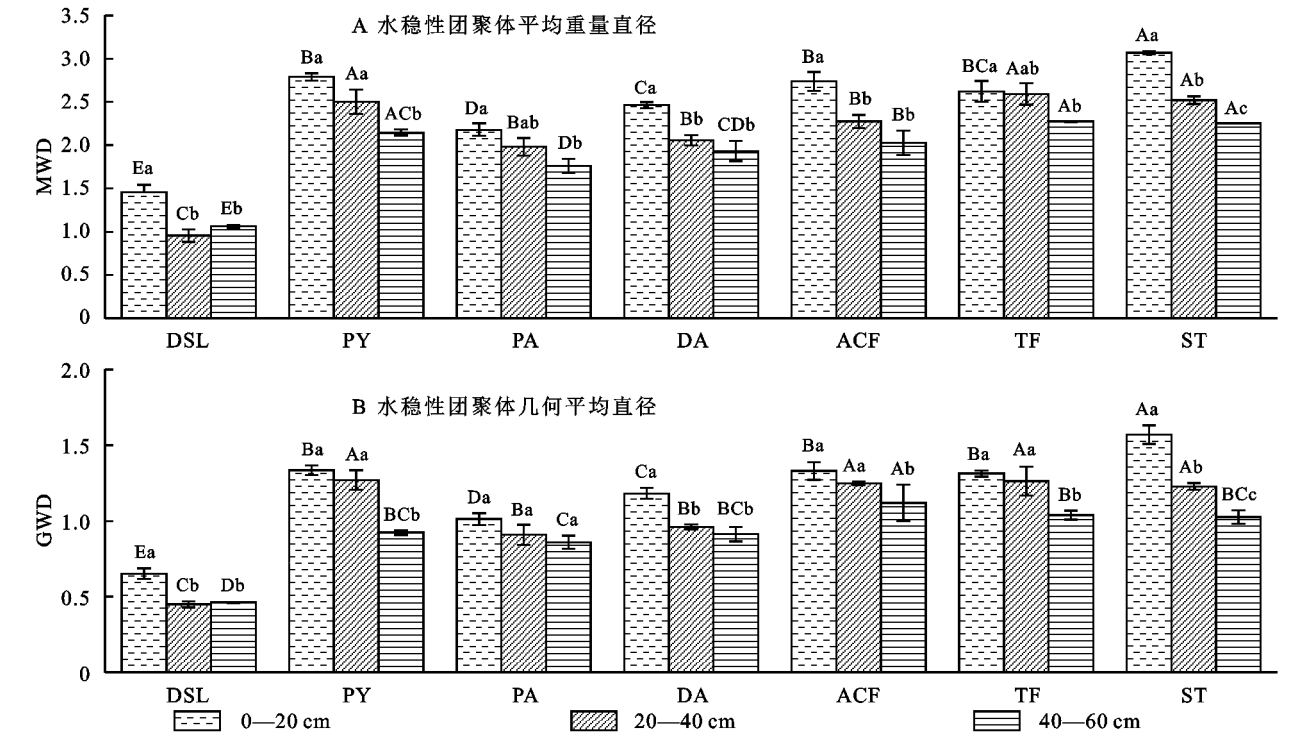 A 水稳性团聚体平均重量直径
MWD
3.5
3.0
2.5
2.0
1.5
1.0
0.5
0
Ea
Cb
Eb
Ba
Aa
ACb
Da
Bab
Db
Ca
Bb
CDb
Ba
Bb
Bb
BCa
Aab
Ab
Aa
Ab
Ac
DSL PY PA DA ACF TF ST
B 水稳性团聚体几何平均直径
GWD
2.0
1.5
1.0
0.5
0
Ea
Cb
Db
Ba
Aa
BCb
Da
Ba
Ca
Ca
Bb
BCb
Ba
Aa
Ab
Ba
Aa
Bb
Aa
Ab
BCc
DSL PY PA DA ACF TF ST
0—20 cm 20—40 cm 40—60 cm